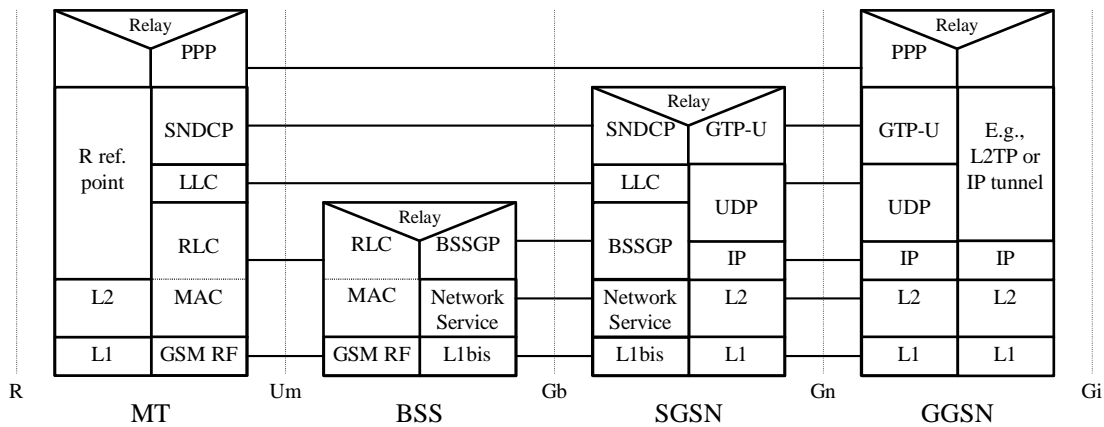 Relay
Relay
PPP
PPP
Relay
SNDCP
SNDCP
GTP-U
GTP-U
E.g.,
L2TP or
IP tunnel
R ref.
point
LLC
LLC
UDP
UDP
Relay
RLC
RLC
BSSGP
BSSGP
IP
IP
IP
L2
MAC
MAC
Network
Service
Network
Service
L2
L2
L2
L1
GSM RF
GSM RF
L1bis
L1bis
L1
L1
L1
R
Um
Gb
Gn
Gi
MT
BSS
SGSN
GGSN